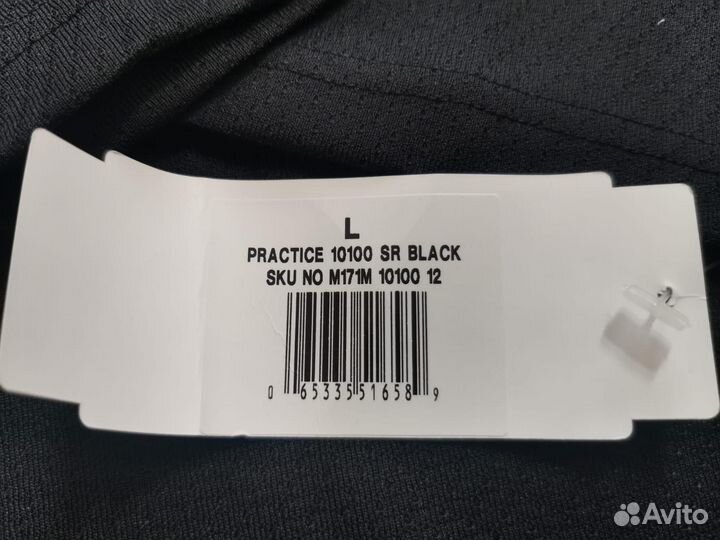 L
PRACTICE 10100 SR BLACK
SKU NO M171M 10100 12
0 65335 51658 9
Avito